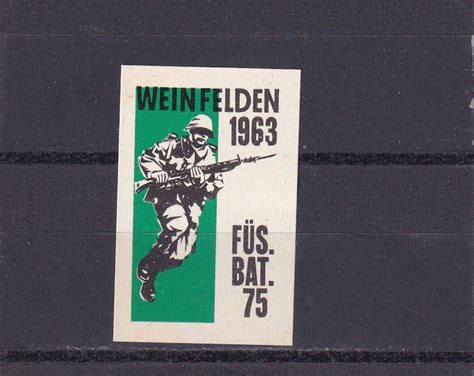 WEINFELDEN
1963
FÜS.
BAT.
75